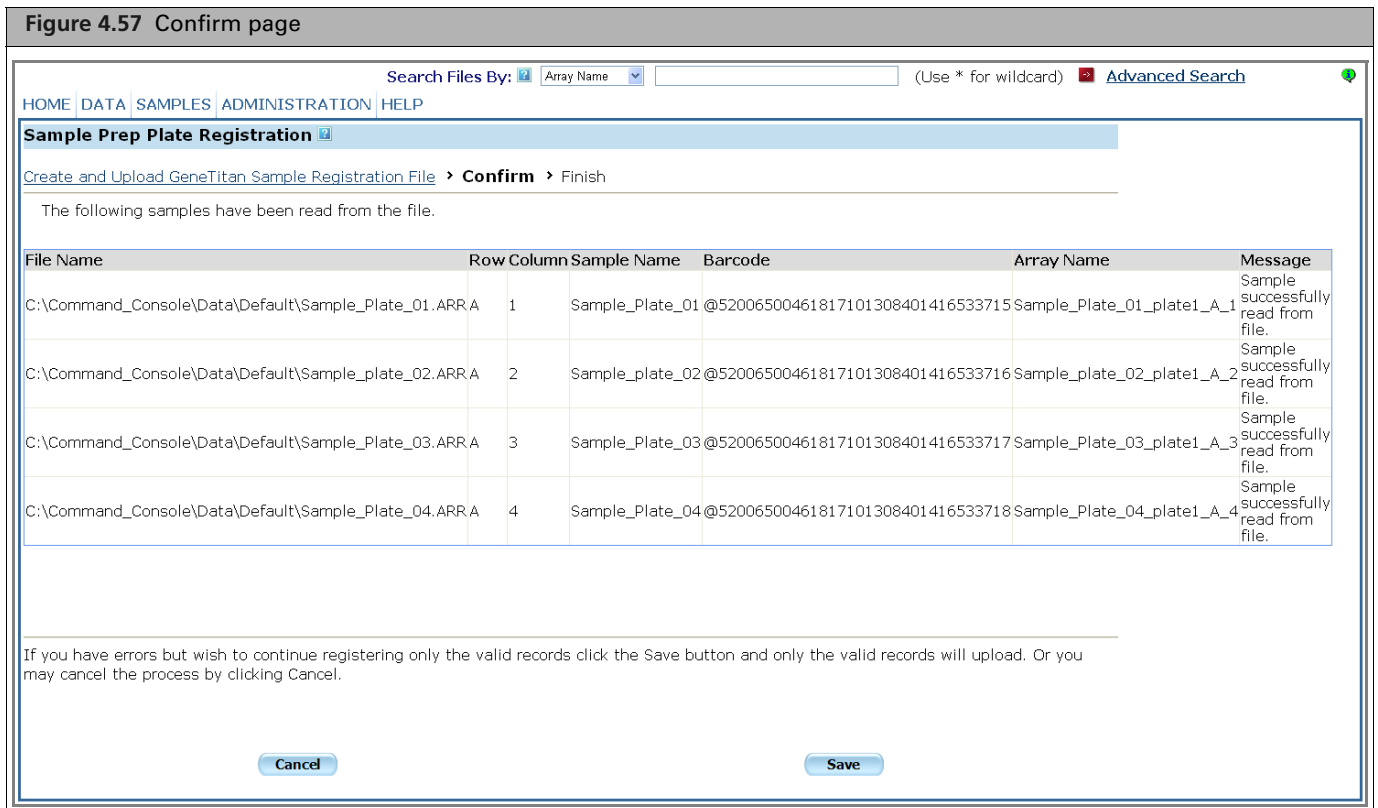 Figure 4.57 Confirm page
Search Files By: Array Name (Use * for wildcard) Advanced Search
HOME DATA SAMPLES ADMINISTRATION HELP
Sample Prep Plate Registration
Create and Upload GeneTitan Sample Registration File > Confirm > Finish
The following samples have been read from the file.
File Name Row Column Sample Name Barcode Array Name Message
C:\Command_Console\Data\Default\Sample_Plate_01.ARR A 1 Sample_Plate_01 @52006500461817101308401416533715 Sample_Plate_01_plate1_A_1 Sample successfully read from file.
C:\Command_Console\Data\Default\Sample_plate_02.ARR A 2 Sample_plate_02 @52006500461817101308401416533716 Sample_plate_02_plate1_A_2 Sample successfully read from file.
C:\Command_Console\Data\Default\Sample_Plate_03.ARR A 3 Sample_Plate_03 @52006500461817101308401416533717 Sample_Plate_03_plate1_A_3 Sample successfully read from file.
C:\Command_Console\Data\Default\Sample_Plate_04.ARR A 4 Sample_Plate_04 @52006500461817101308401416533718 Sample_Plate_04_plate1_A_4 Sample successfully read from file.
If you have errors but wish to continue registering only the valid records click the Save button and only the valid records will upload. Or you
may cancel the process by clicking Cancel.
Cancel Save